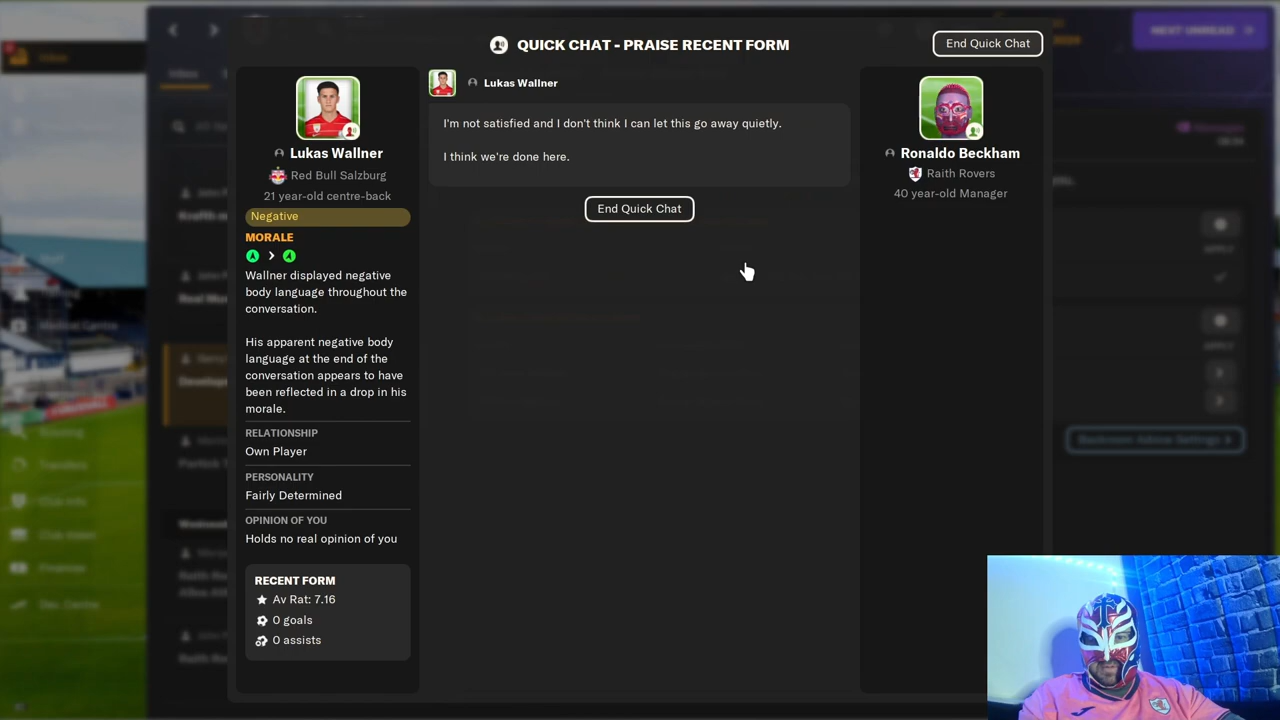 QUICK CHAT - PRAISE RECENT FORM
End Quick Chat
NEXT UNREAD
Lukas Wallner
Red Bull Salzburg
21 year-old centre-back
Negative
MORALE
Wallner displayed negative
body language throughout the
conversation.
His apparent negative body
language at the end of the
conversation appears to have
been reflected in a drop in his
morale.
RELATIONSHIP
Own Player
PERSONALITY
Fairly Determined
OPINION OF YOU
Holds no real opinion of you
RECENT FORM
Av Rat: 7.16
0 goals
0 assists
Lukas Wallner
I'm not satisfied and I don't think I can let this go away quietly.
I think we're done here.
End Quick Chat
Ronaldo Beckham
Raith Rovers
40 year-old Manager
Backroom Advice Settings